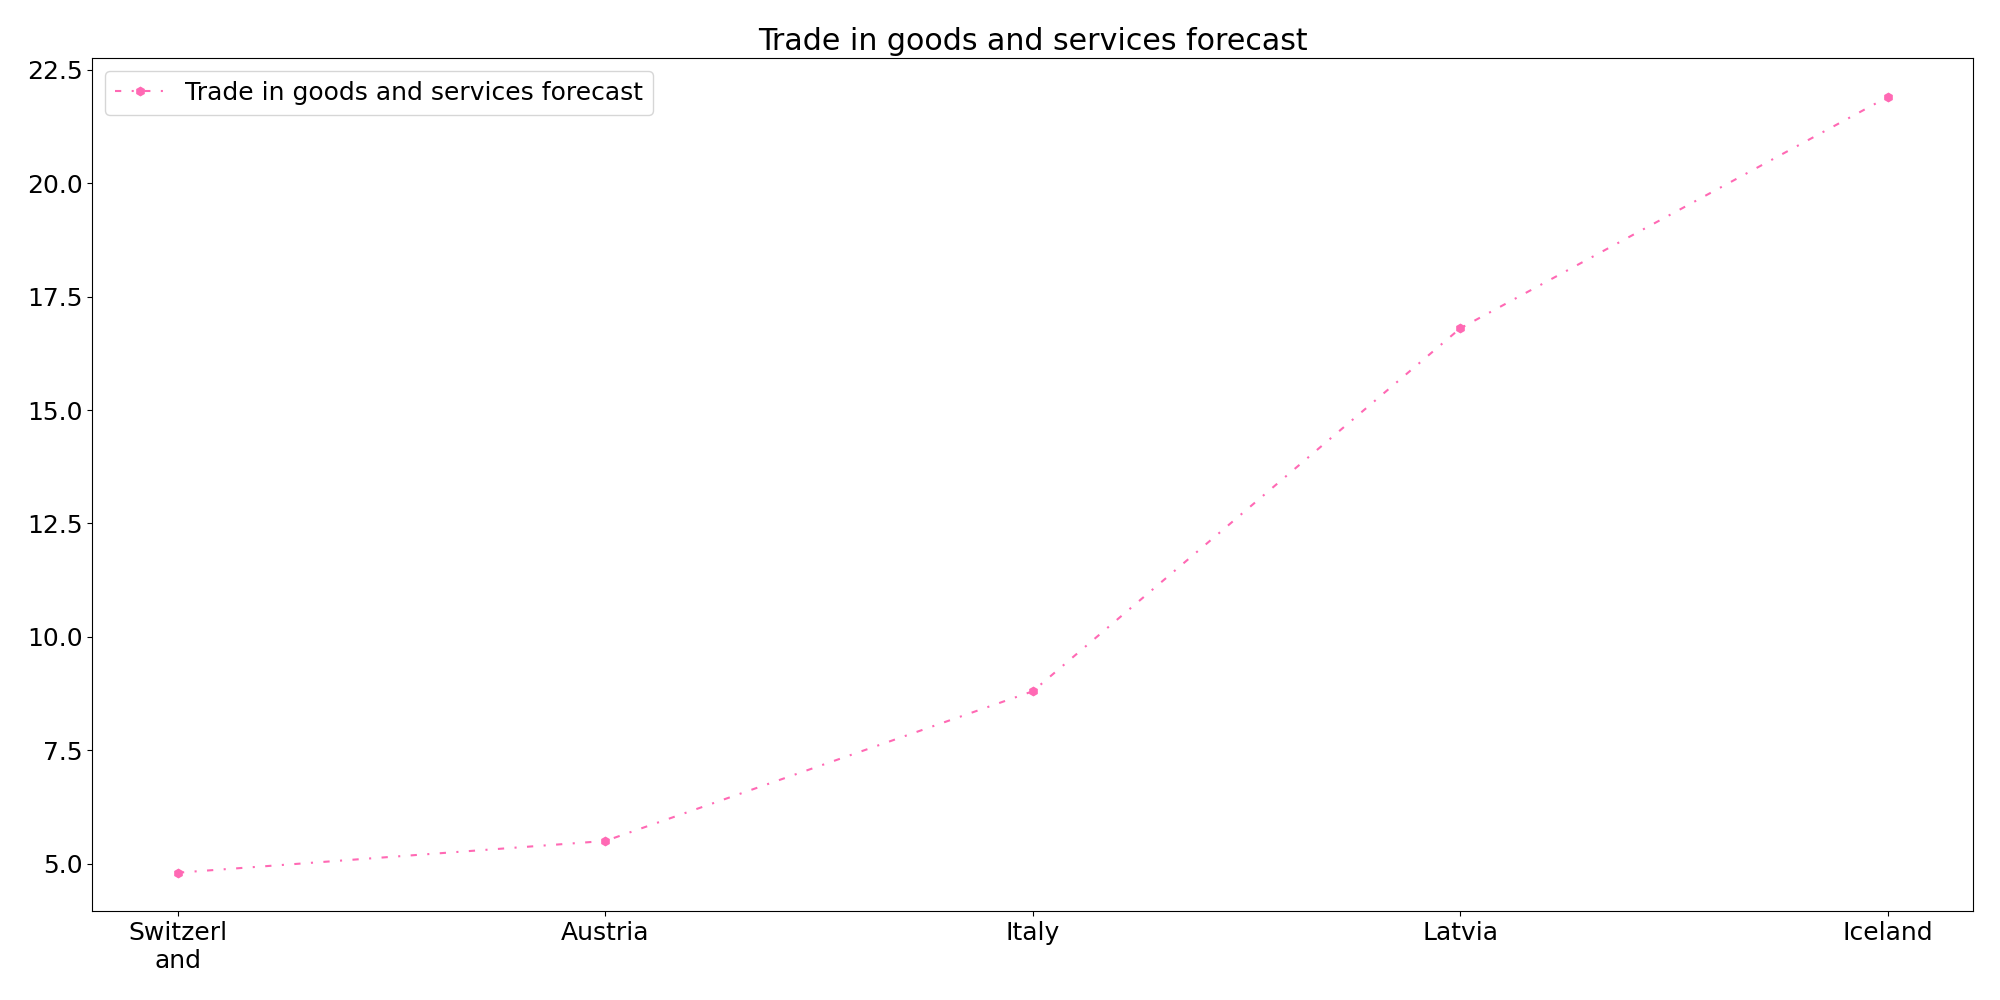 Trade in goods and services forecast
Trade in goods and services forecast
22.5
20.0
17.5
15.0
12.5
10.0
7.5
5.0
Switzerl
and
Austria
Italy
Latvia
Iceland